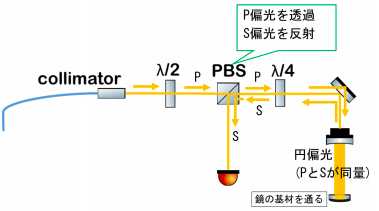 P偏光を透過
S偏光を反射
collimator
λ/2
P
PBS
P
λ/4
S
S
円偏光
(PとSが同量)
鏡の基材を通る